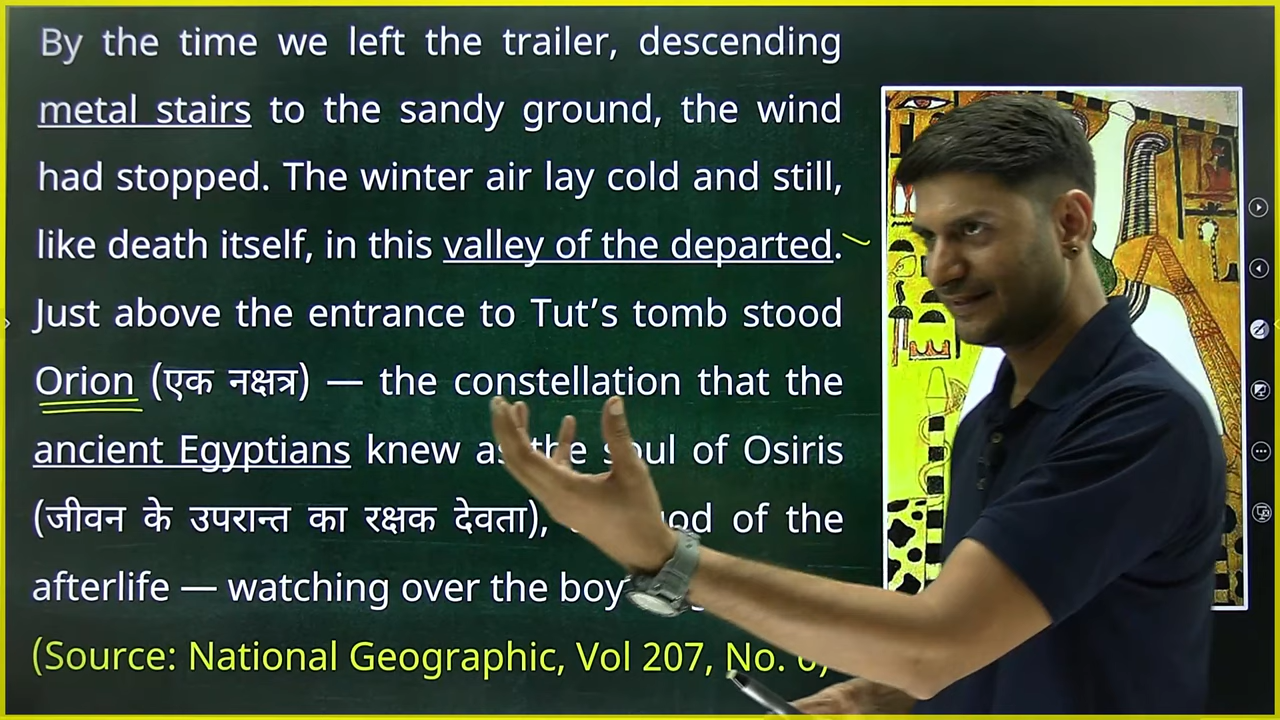 By the time we left the trailer, descending
metal stairs to the sandy ground, the wind
had stopped. The winter air lay cold and still,
like death itself, in this valley of the departed.
Just above the entrance to Tut’s tomb stood
Orion (एक नक्षत्र) — the constellation that the
ancient Egyptians knew as the soul of Osiris
(जीवन के उपरान्त का रक्षक देवता), god of the
afterlife — watching over the boy
(Source: National Geographic, Vol 207, No. 6)